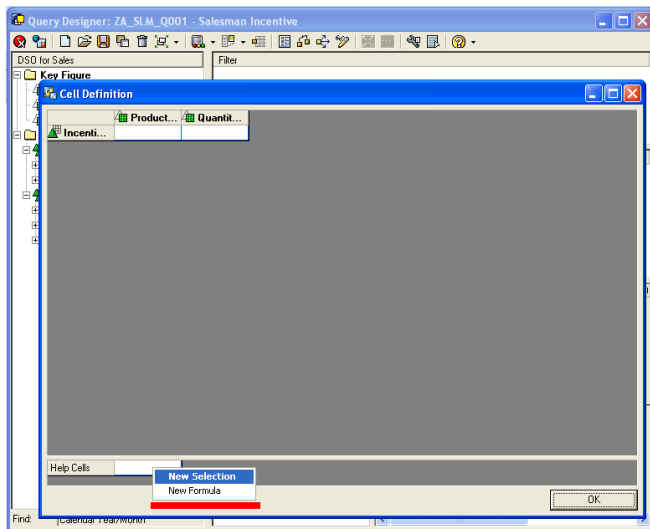 Query Designer: ZA_SLM_Q001 - Salesman Incentive
DSO for Sales
Filter
Key Figure
Cell Definition
Product... Quantit...
Incenti...
Help Cells
New Selection
New Formula
OK
Find: Calendar Year/Month